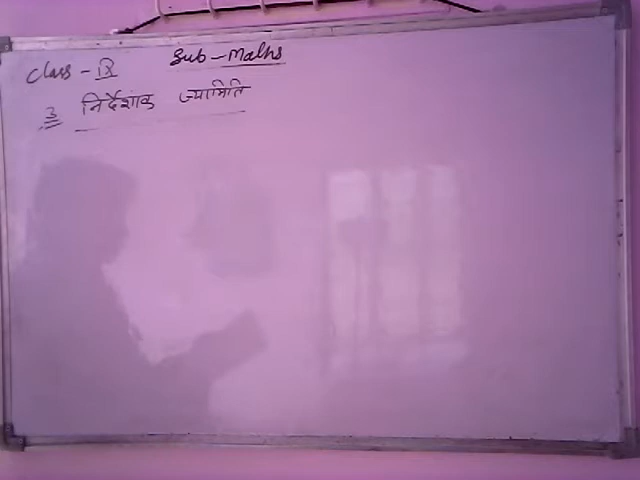 Class - IX Sub - Maths
3 निर्देशांक ज्यामिति